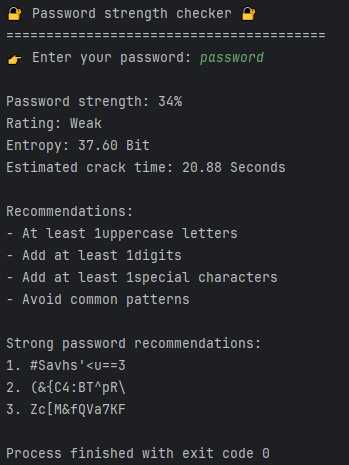 🔐 Password strength checker 🔐
========================================
👉 Enter your password: password
Password strength: 34%
Rating: Weak
Entropy: 37.60 Bit
Estimated crack time: 20.88 Seconds
Recommendations:
- At least 1uppercase letters
- Add at least 1digits
- Add at least 1special characters
- Avoid common patterns
Strong password recommendations:
1. #Savhs'<u==3
2. (&{C4:BT^pR\
3. Zc[M&fQVa7KF
Process finished with exit code 0